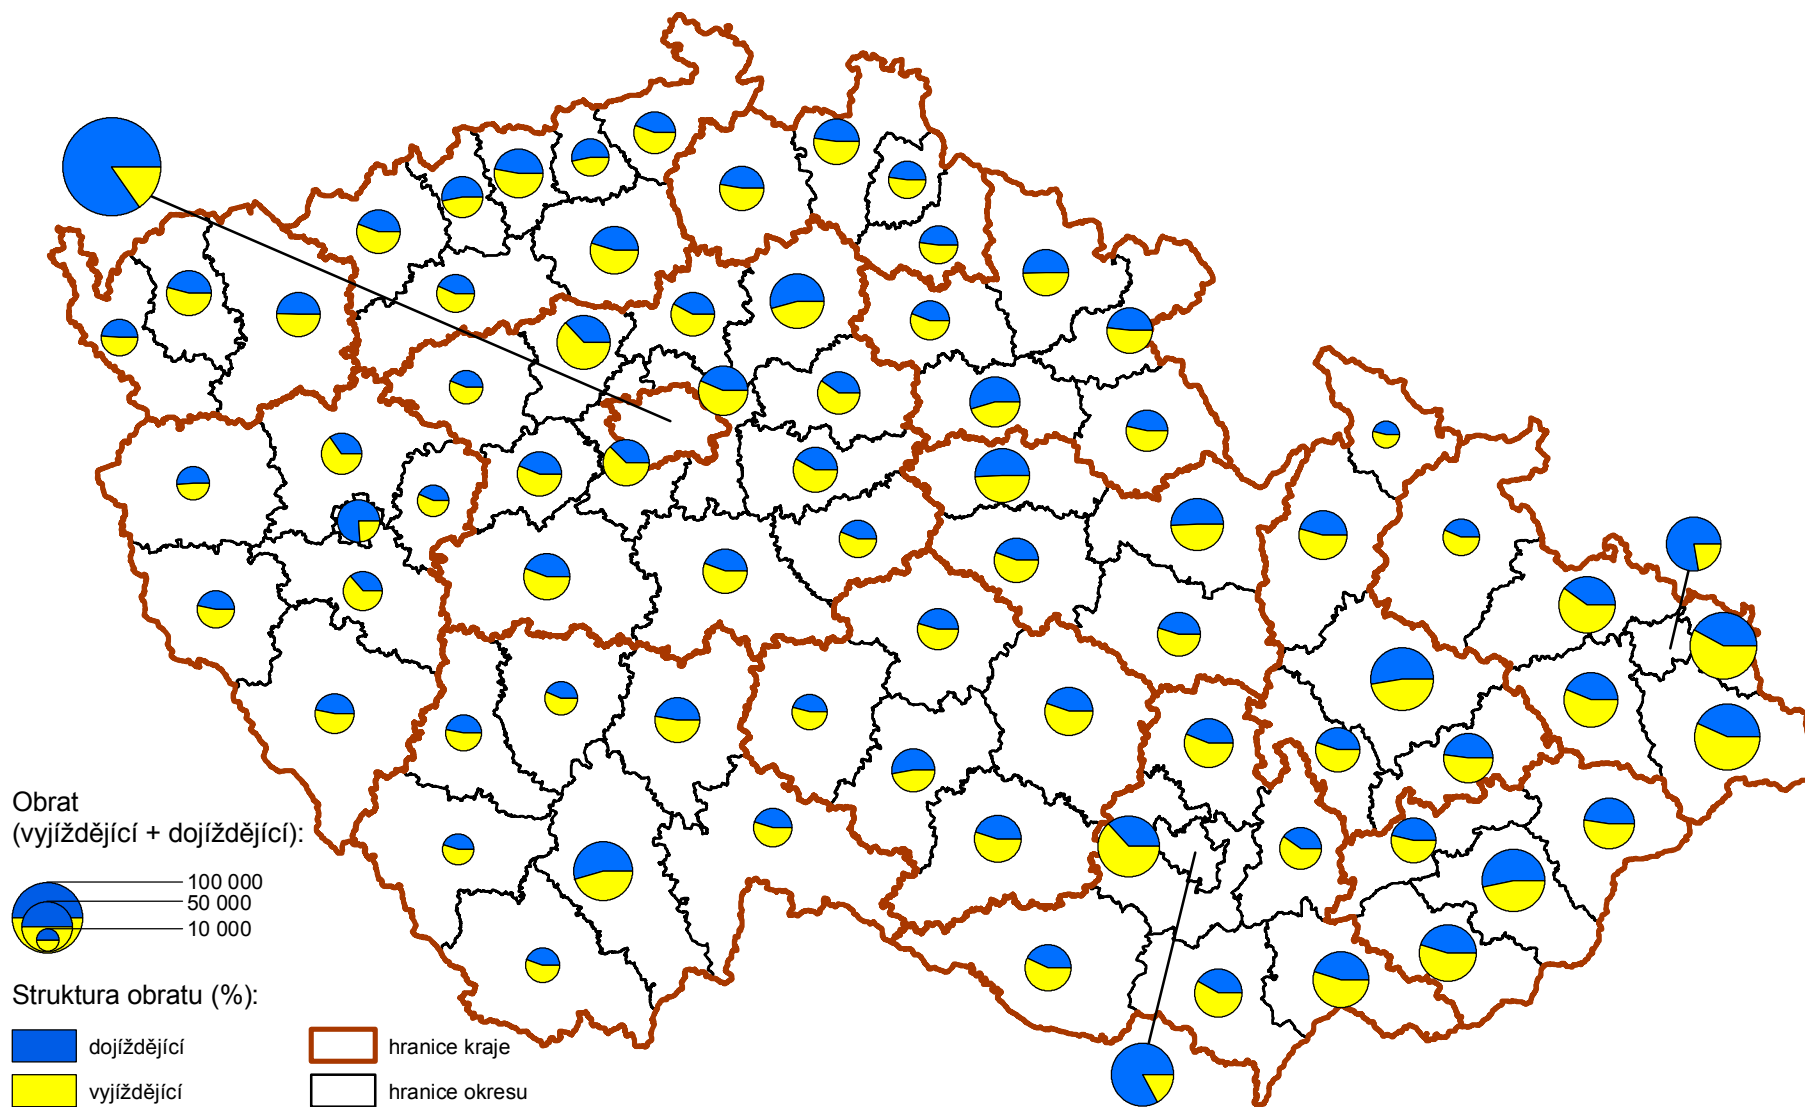 Obrat
(vyjíždějící + dojíždějící):
100 000
50 000
10 000
Struktura obratu (%):
dojíždějící
hranice kraje
vyjíždějící
hranice okresu